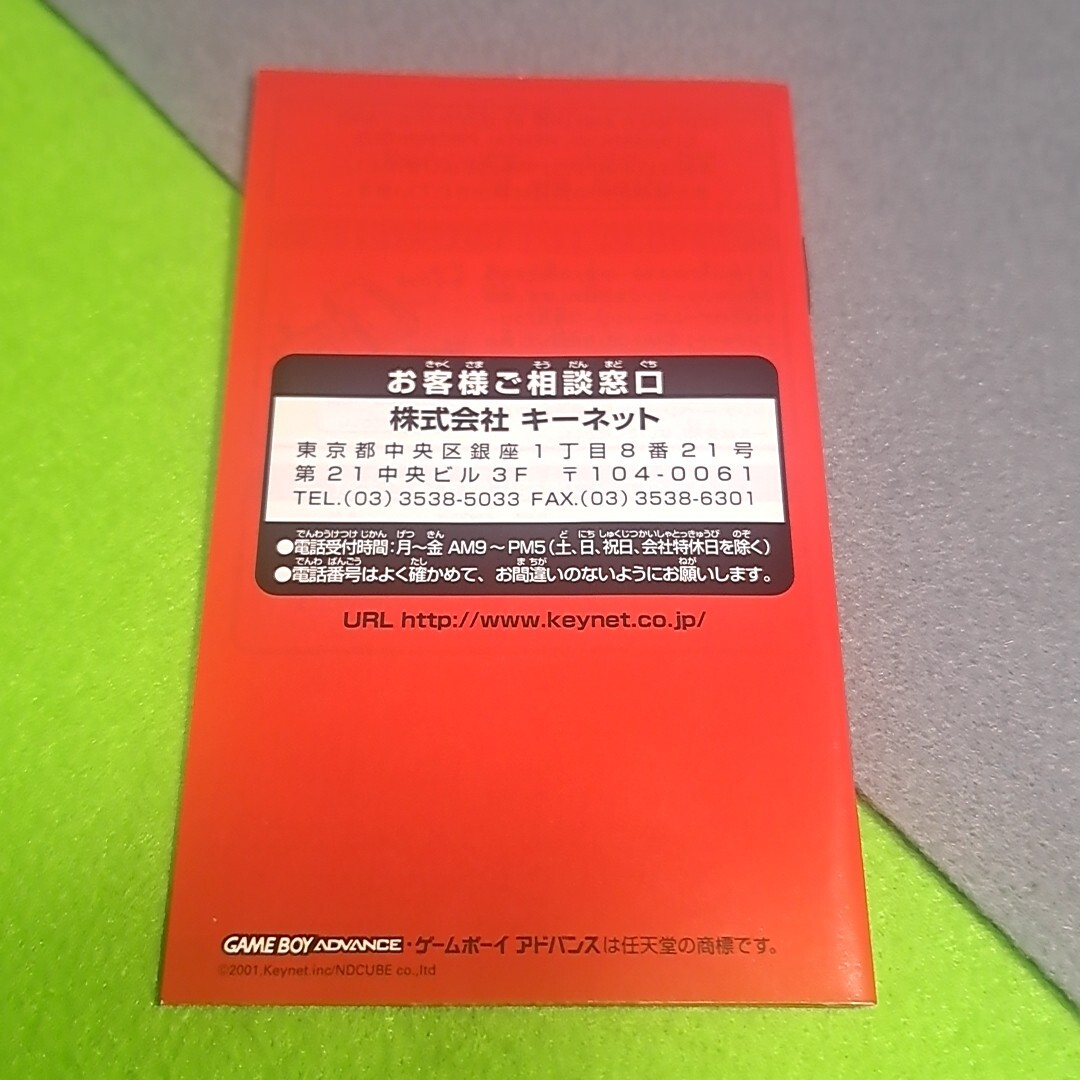 お客様ご相談窓口
株式会社 キーネット
東京都中央区銀座1丁目8番21号
第21中央ビル3F 〒104-0061
TEL.(03)3538-5033 FAX.(03)3538-6301
●電話受付時間:月~金 AM9~PM5(土、日、祝日、会社特休日を除く)
●電話番号はよく確かめて、お間違いのないようにお願いします。
URL http://www.keynet.co.jp/
GAME BOY ADVANCE・ゲームボーイ アドバンスは任天堂の商標です。
©2001.Keynet.inc/NDCUBE co.,ltd